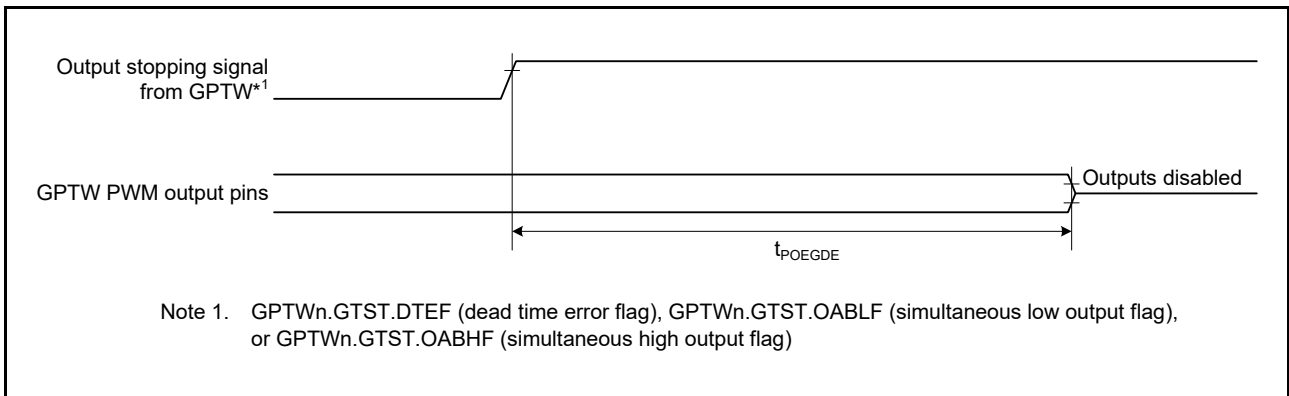 Output stopping signal
from GPTW*1
GPTW PWM output pins
Outputs disabled
tPOEGDE
Note 1. GPTWn.GTST.DTEF (dead time error flag), GPTWn.GTST.OABLF (simultaneous low output flag),
or GPTWn.GTST.OABHF (simultaneous high output flag)